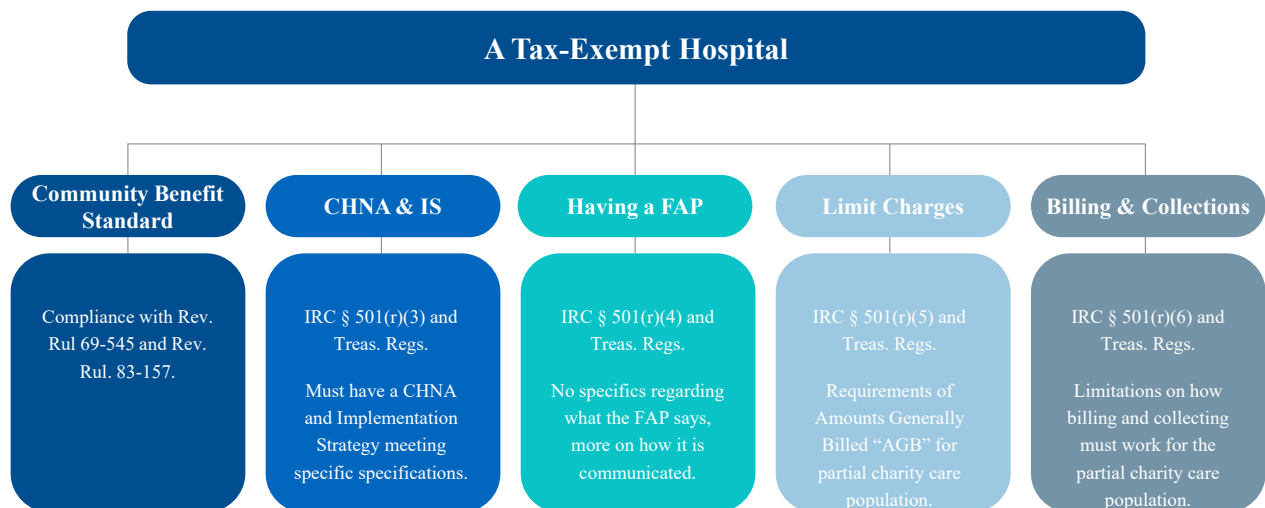 A Tax-Exempt Hospital
Community Benefit
Standard
Compliance with Rev.
Rul 69-545 and Rev.
Rul. 83-157.
CHNA & IS
IRC § 501(r)(3) and
Treas. Regs.
Must have a CHNA
and Implementation
Strategy meeting
specific specifications.
Having a FAP
IRC § 501(r)(4) and
Treas. Regs.
No specifics regarding
what the FAP says,
more on how it is
communicated.
Limit Charges
IRC § 501(r)(5) and
Treas. Regs.
Requirements of
Amounts Generally
Billed “AGB” for
partial charity care
population.
Billing & Collections
IRC § 501(r)(6) and
Treas. Regs.
Limitations on how
billing and collecting
must work for the
partial charity care
population.